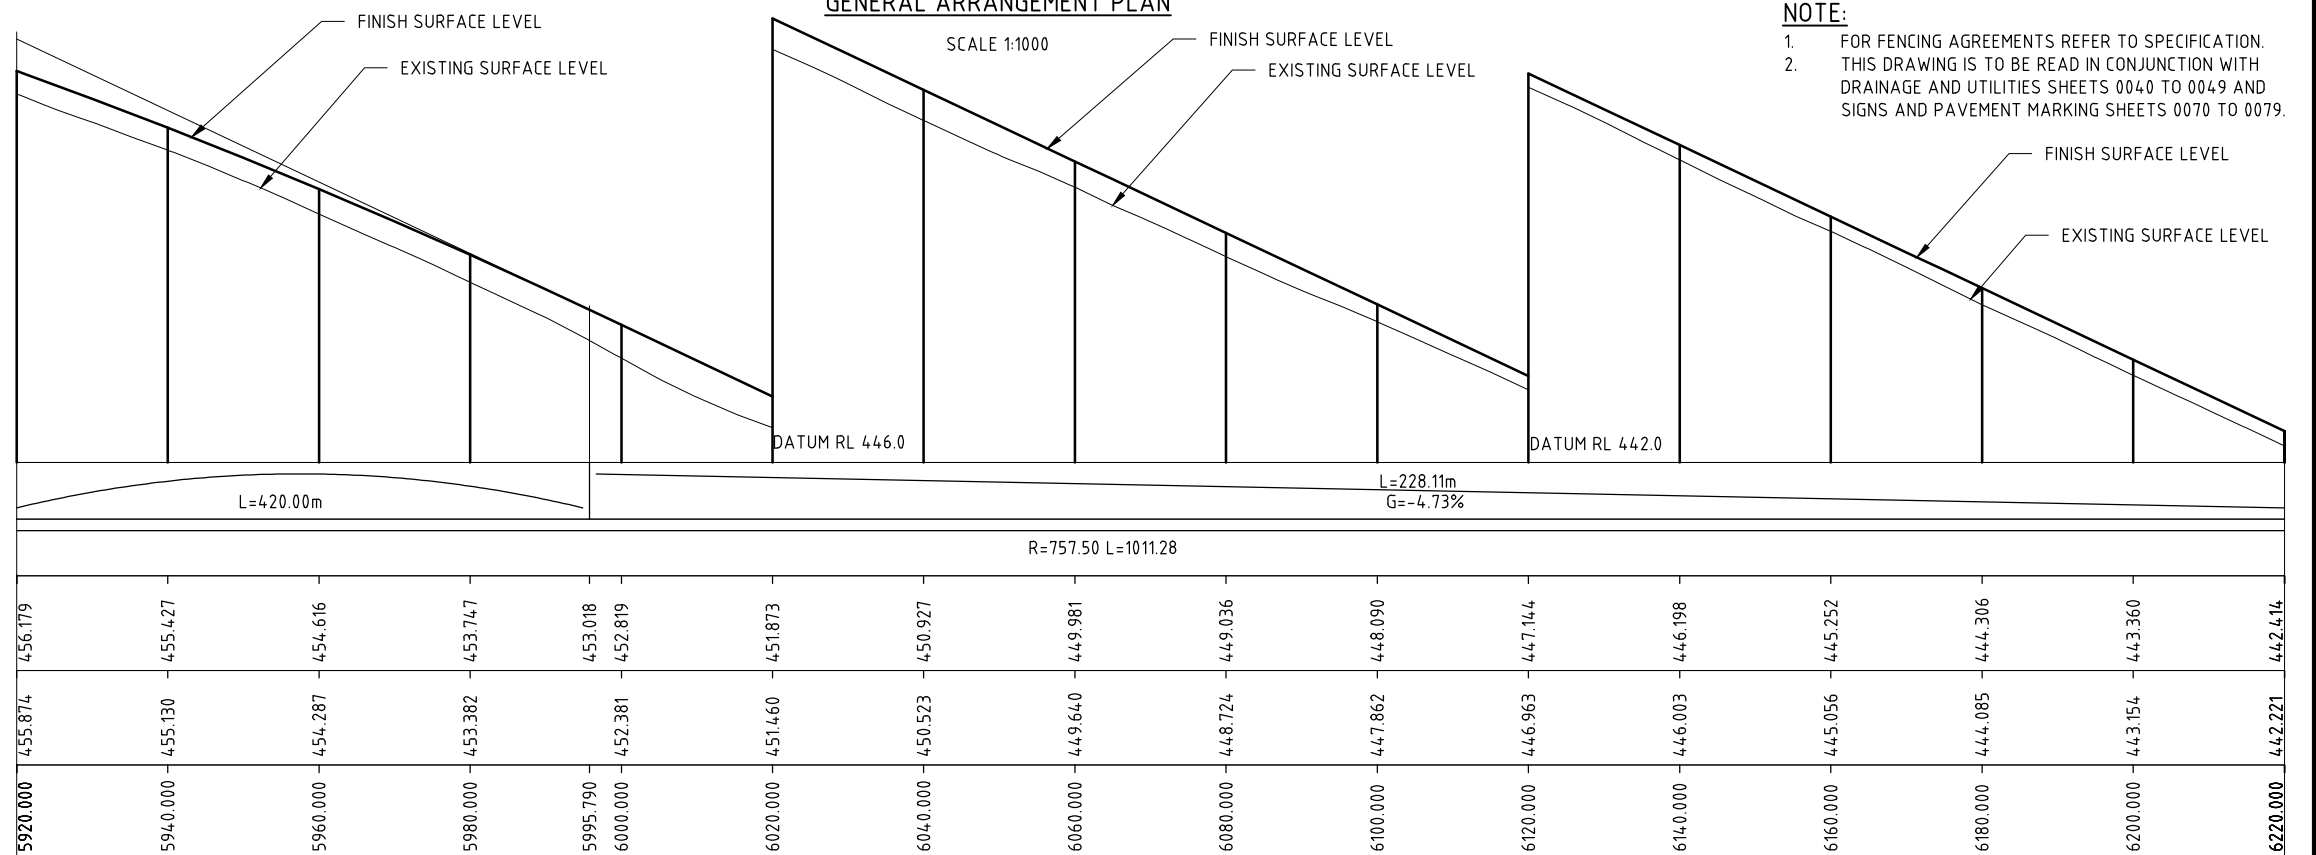 GENERAL ARRANGEMENT PLAN
SCALE 1:1000
FINISH SURFACE LEVEL
EXISTING SURFACE LEVEL
FINISH SURFACE LEVEL
EXISTING SURFACE LEVEL
NOTE:
1. FOR FENCING AGREEMENTS REFER TO SPECIFICATION.
2. THIS DRAWING IS TO BE READ IN CONJUNCTION WITH
DRAINAGE AND UTILITIES SHEETS 0040 TO 0049 AND
SIGNS AND PAVEMENT MARKING SHEETS 0070 TO 0079.
FINISH SURFACE LEVEL
EXISTING SURFACE LEVEL
DATUM RL 446.0
DATUM RL 442.0
L=420.00m
L=228.11m
G=-4.73%
R=757.50 L=1011.28
456.179 455.427 454.616 453.747 453.018 452.819 451.873 450.927 449.981 449.036 448.090 447.144 446.198 445.252 444.306 443.360 442.414
455.874 455.130 454.287 453.382 452.381 451.460 450.523 449.640 448.724 447.862 446.963 446.003 445.056 444.085 443.154 442.221
5920.000 5940.000 5960.000 5980.000 5995.790 6000.000 6020.000 6040.000 6060.000 6080.000 6100.000 6120.000 6140.000 6160.000 6180.000 6200.000 6220.000